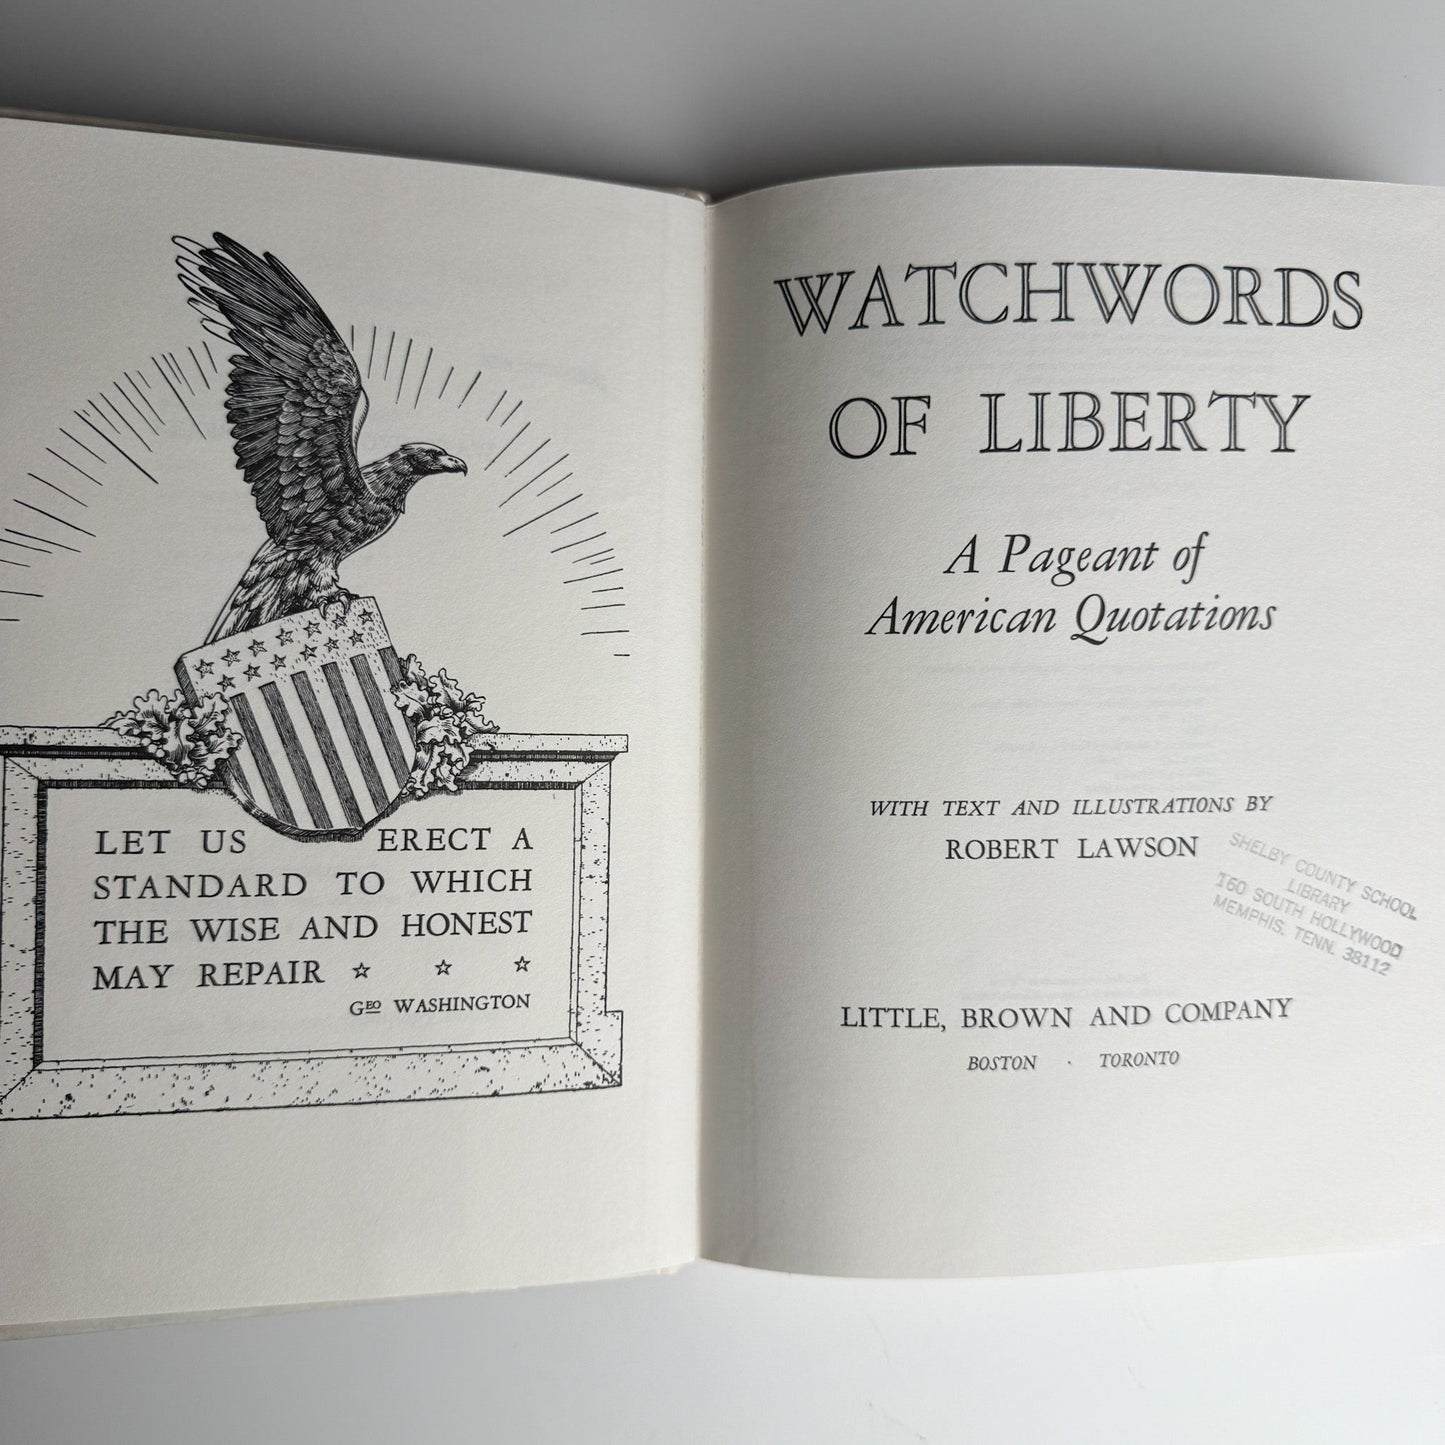 LET US ERECT A
STANDARD TO WHICH
THE WISE AND HONEST
MAY REPAIR ☆ ☆ ☆
GEO WASHINGTON
WATCHWORDS
OF LIBERTY
A Pageant of
American Quotations
WITH TEXT AND ILLUSTRATIONS BY
ROBERT LAWSON
SHELBY COUNTY SCHOOL
LIBRARY
160 SOUTH HOLLYWOOD
MEMPHIS, TENN. 38112
LITTLE, BROWN AND COMPANY
BOSTON · TORONTO